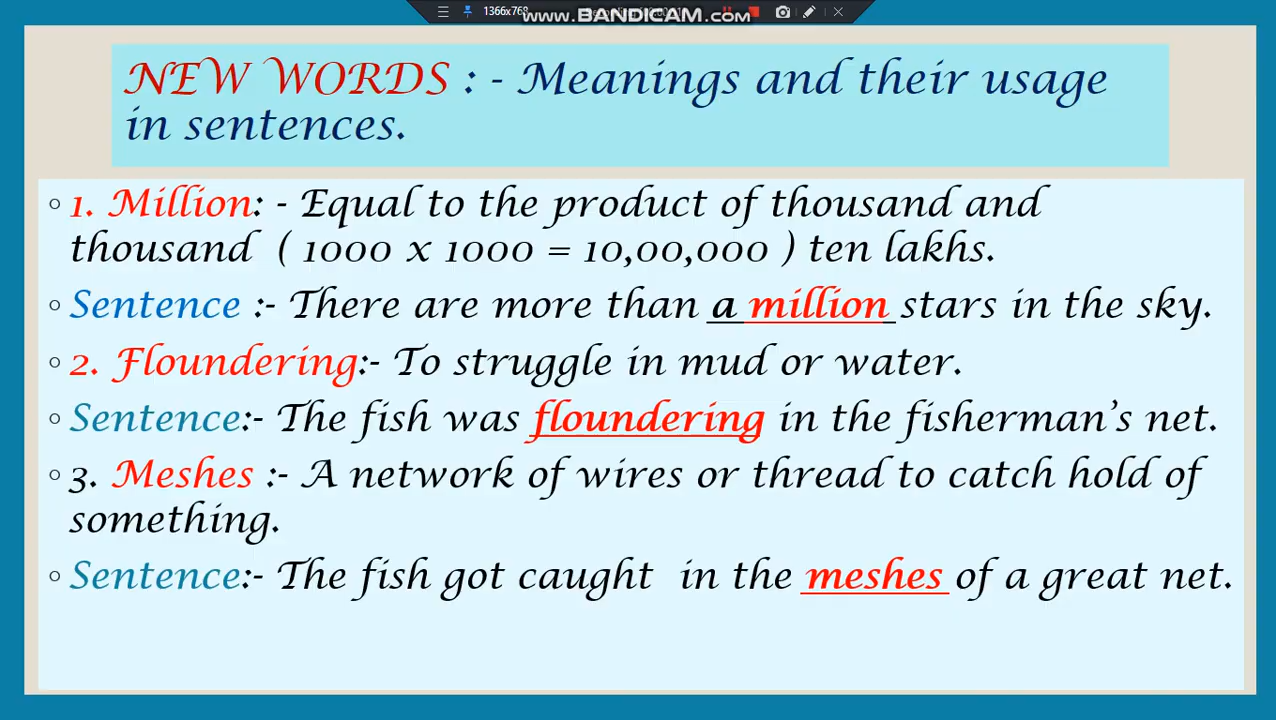 1366x768
www.BANDICAM.com
NEW WORDS : - Meanings and their usage
in sentences.
1. Million: - Equal to the product of thousand and
thousand ( 1000 x 1000 = 10,00,000 ) ten lakhs.
Sentence :- There are more than a million stars in the sky.
2. Floundering:- To struggle in mud or water.
Sentence:- The fish was floundering in the fisherman's net.
3. Meshes :- A network of wires or thread to catch hold of
something.
Sentence:- The fish got caught in the meshes of a great net.